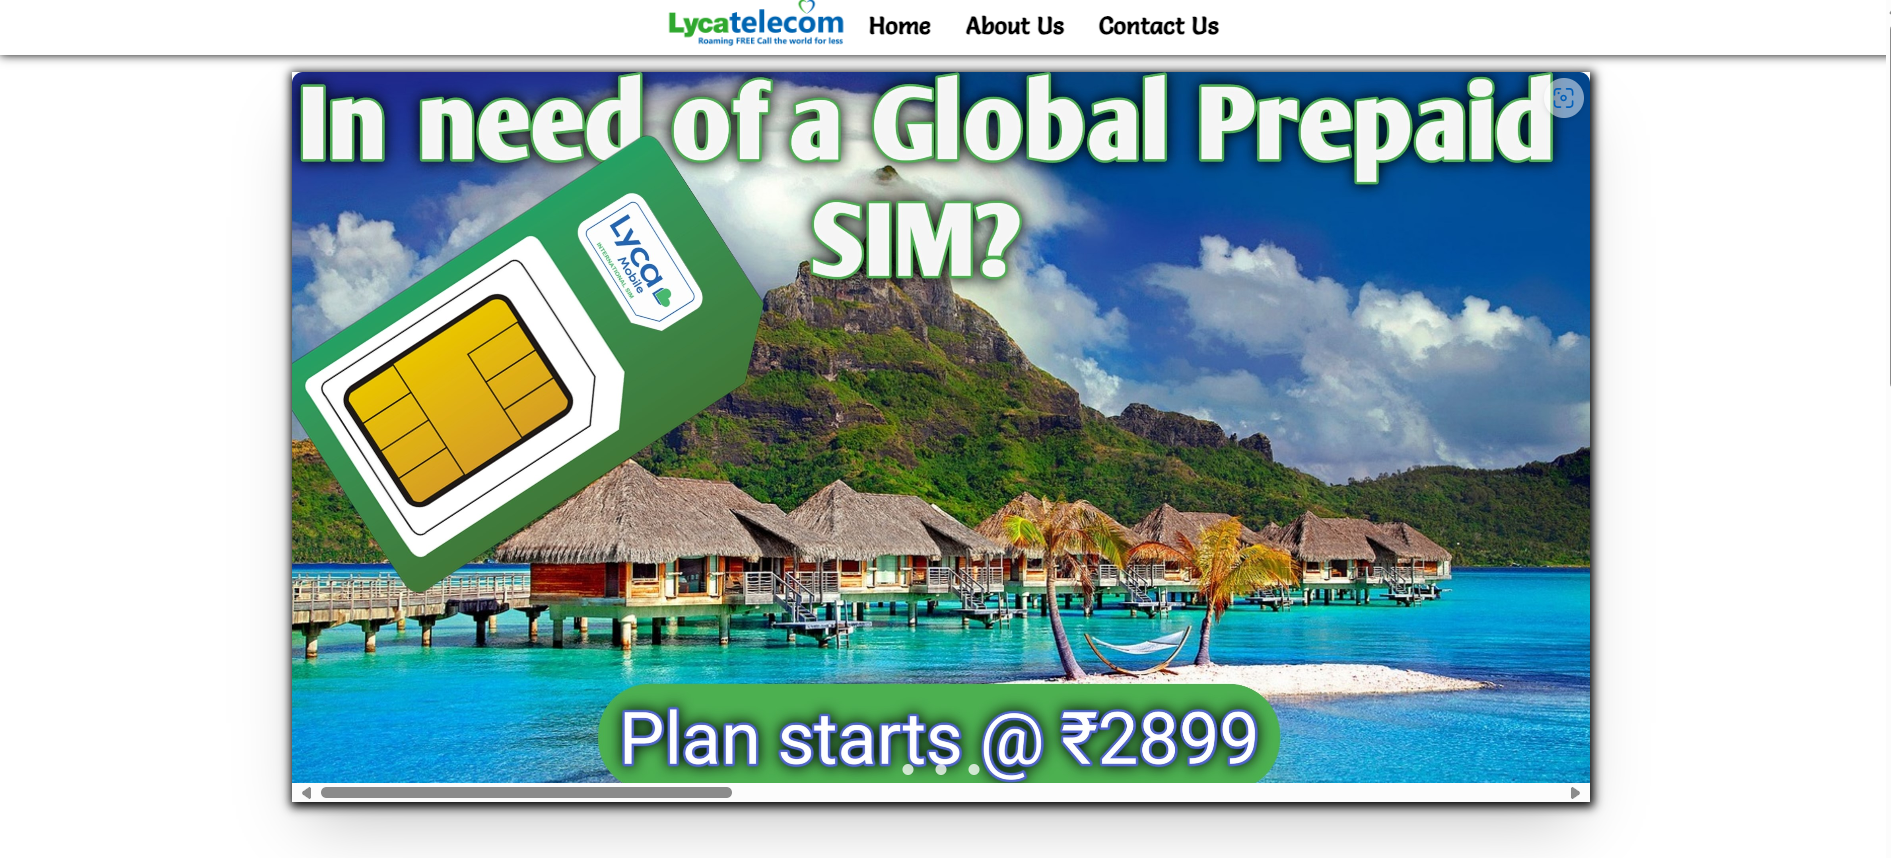 Lycatelecom
Roaming FREE Call the world for less
Home
About Us
Contact Us
In need of a Global Prepaid
SIM?
Lyca
Mobile
INTERNATIONAL SIM
Plan starts @ ₹2899